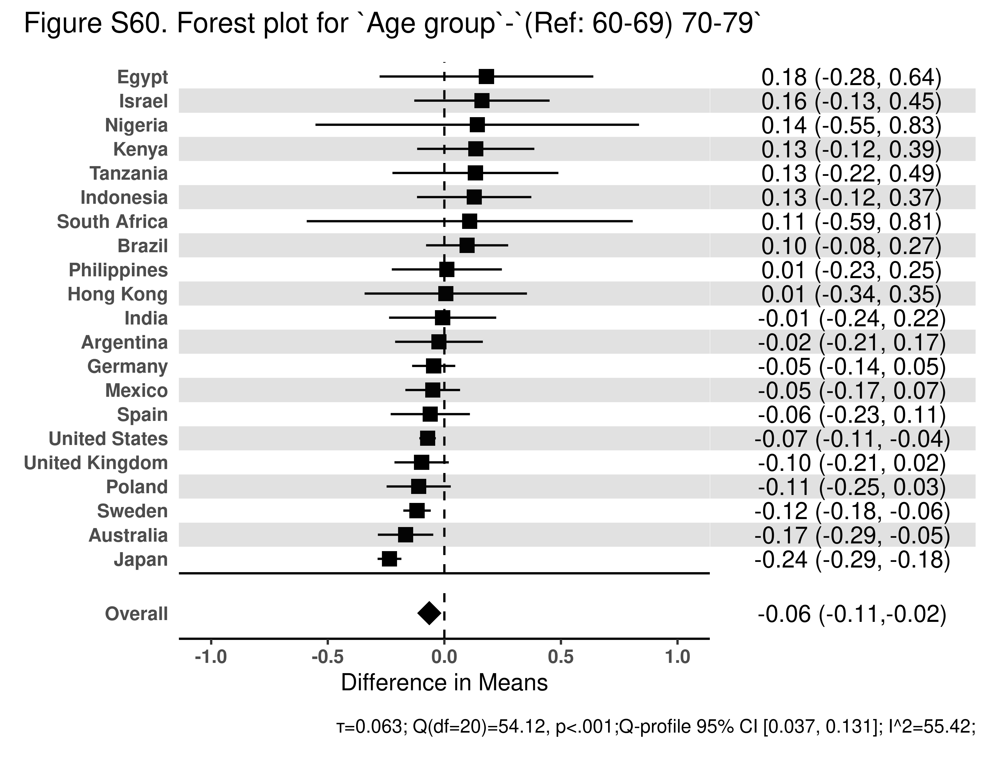 Figure S60. Forest plot for `Age group`-`(Ref: 60-69) 70-79`
Egypt 0.18 (-0.28, 0.64)
Israel 0.16 (-0.13, 0.45)
Nigeria 0.14 (-0.55, 0.83)
Kenya 0.13 (-0.12, 0.39)
Tanzania 0.13 (-0.22, 0.49)
Indonesia 0.13 (-0.12, 0.37)
South Africa 0.11 (-0.59, 0.81)
Brazil 0.10 (-0.08, 0.27)
Philippines 0.01 (-0.23, 0.25)
Hong Kong 0.01 (-0.34, 0.35)
India -0.01 (-0.24, 0.22)
Argentina -0.02 (-0.21, 0.17)
Germany -0.05 (-0.14, 0.05)
Mexico -0.05 (-0.17, 0.07)
Spain -0.06 (-0.23, 0.11)
United States -0.07 (-0.11, -0.04)
United Kingdom -0.10 (-0.21, 0.02)
Poland -0.11 (-0.25, 0.03)
Sweden -0.12 (-0.18, -0.06)
Australia -0.17 (-0.29, -0.05)
Japan -0.24 (-0.29, -0.18)
Overall -0.06 (-0.11,-0.02)
-1.0 -0.5 0.0 0.5 1.0
Difference in Means
τ=0.063; Q(df=20)=54.12, p<.001;Q-profile 95% CI [0.037, 0.131]; I^2=55.42;